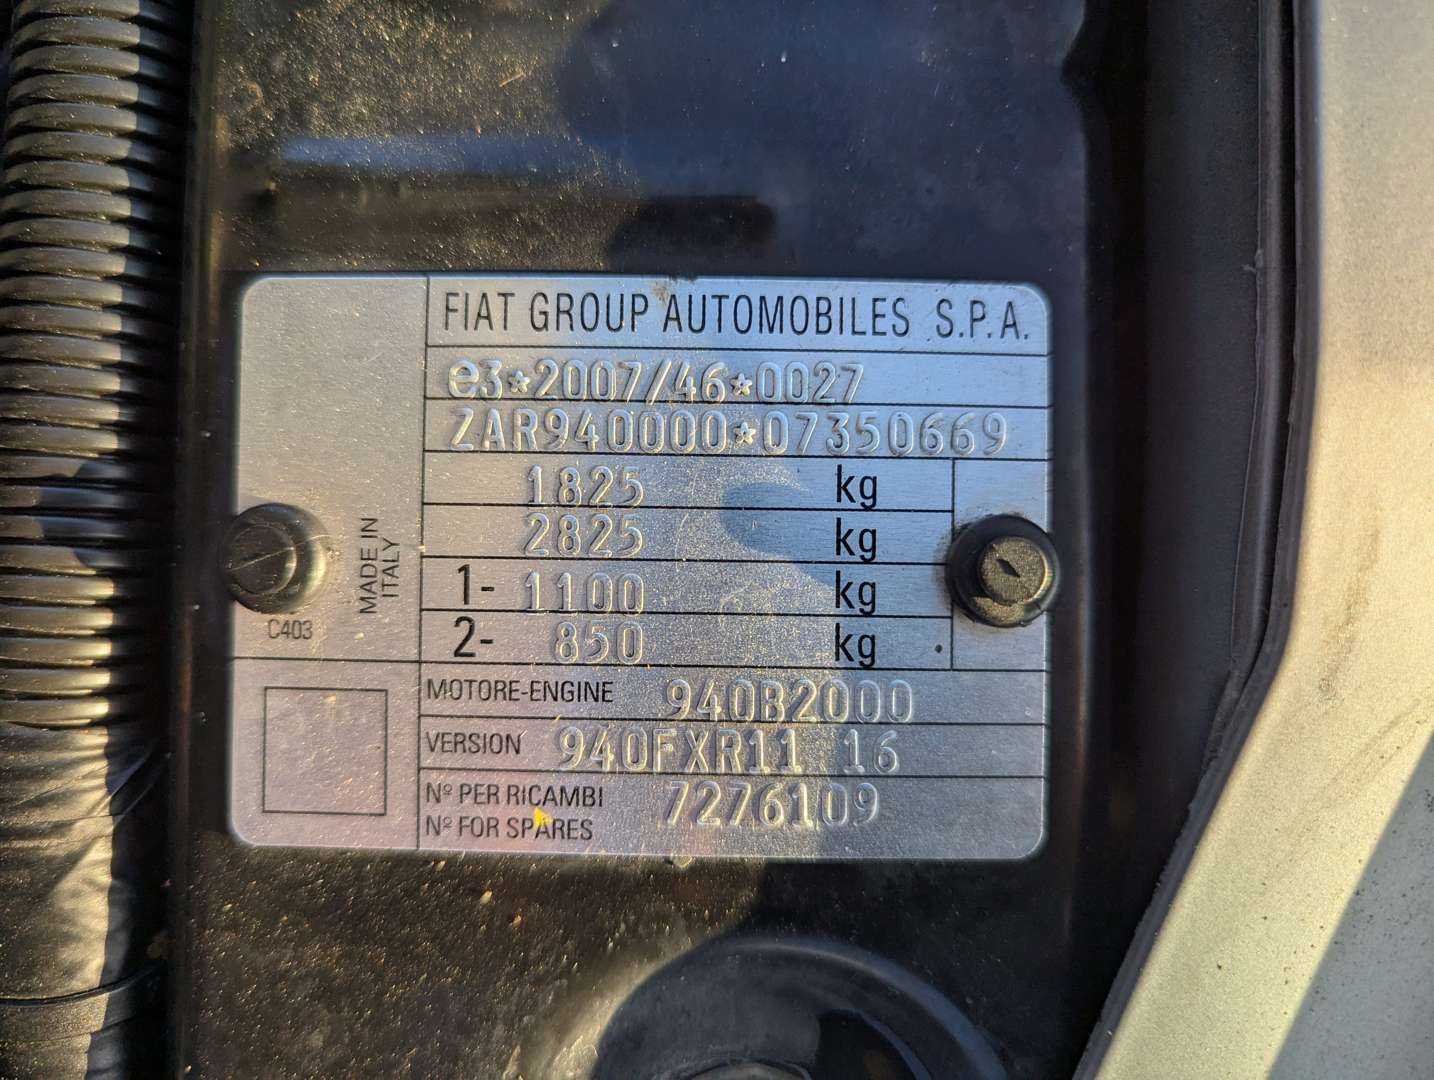 FIAT GROUP AUTOMOBILES S.P.A.
e3*2007/46*0027
ZAR940000*07350669
1825 kg
2825 kg
1- 1100 kg
2- 850 kg
MADE IN
ITALY
C403
MOTORE-ENGINE 940B2000
VERSION 940FXR11 16
Nº PER RICAMBI 7276109
Nº FOR SPARES